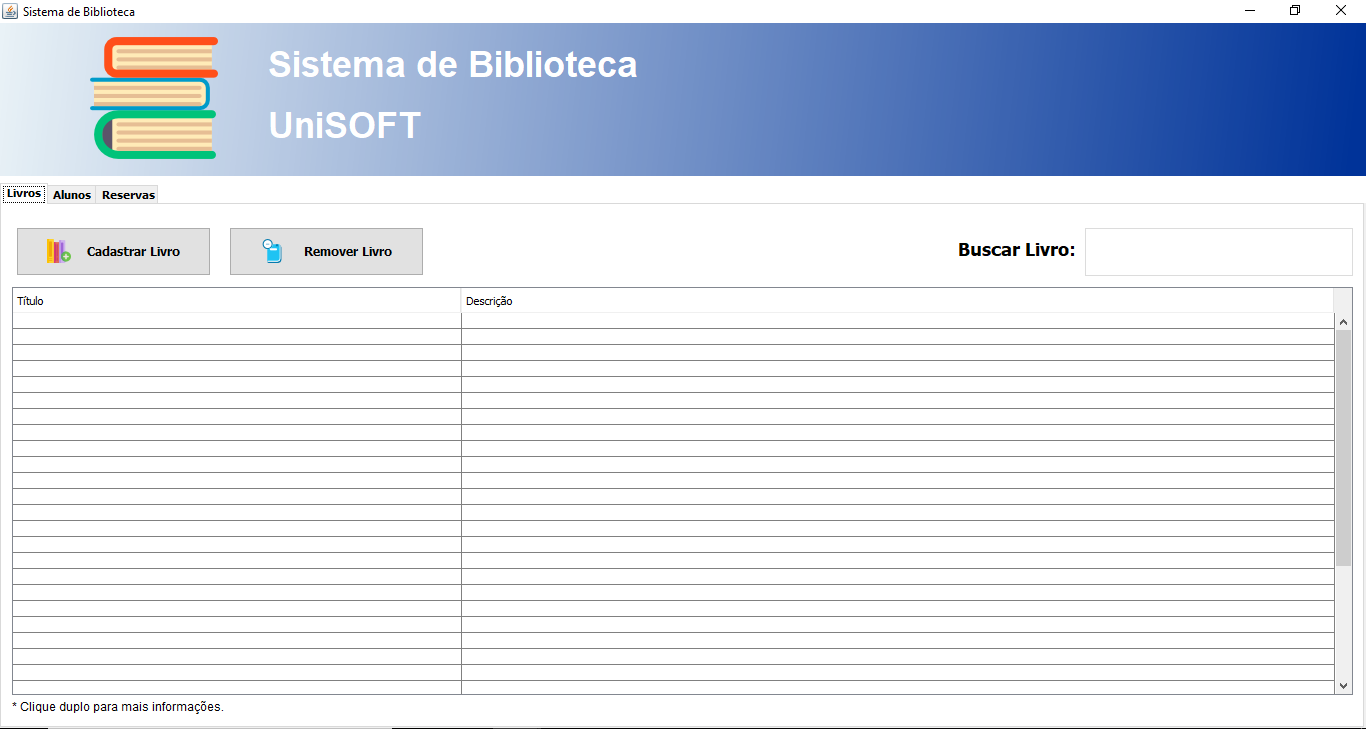 Sistema de Biblioteca
Sistema de Biblioteca
UniSOFT
Livros Alunos Reservas
Cadastrar Livro Remover Livro Buscar Livro:
Título Descrição
* Clique duplo para mais informações.